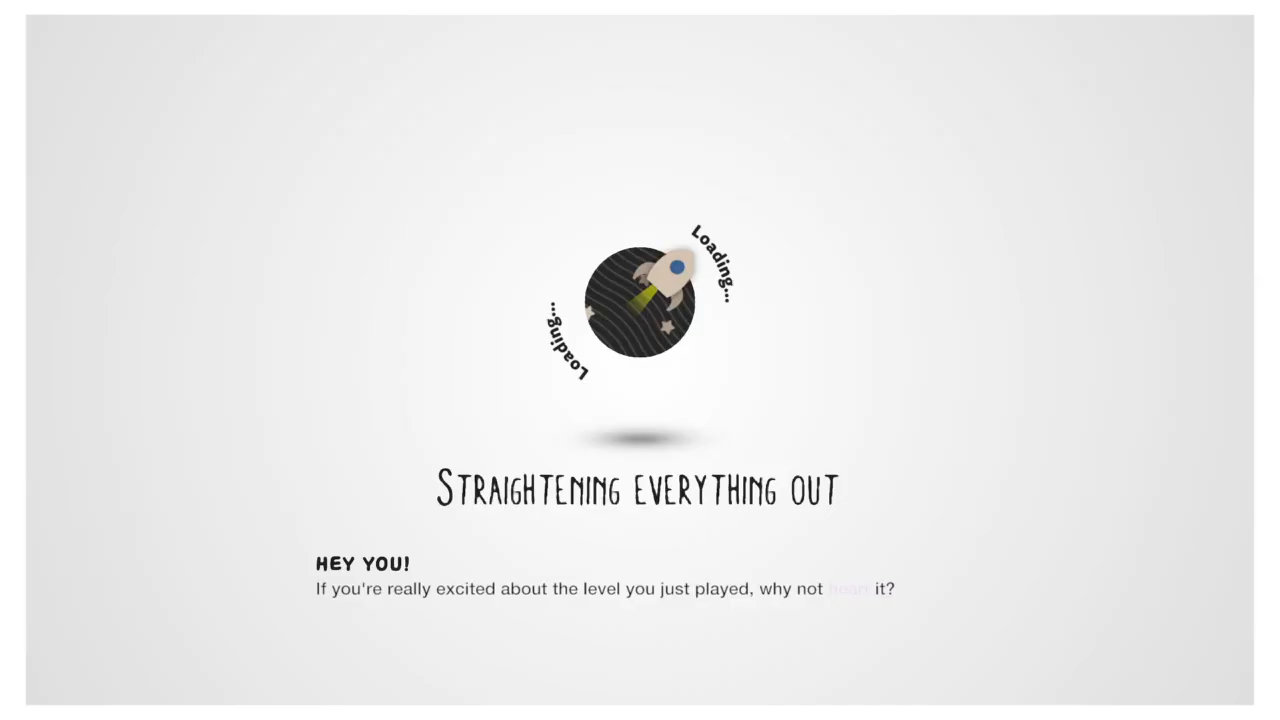 Loading...
Loading...
STRAIGHTENING EVERYTHING OUT
HEY YOU!
If you're really excited about the level you just played, why not heart it?